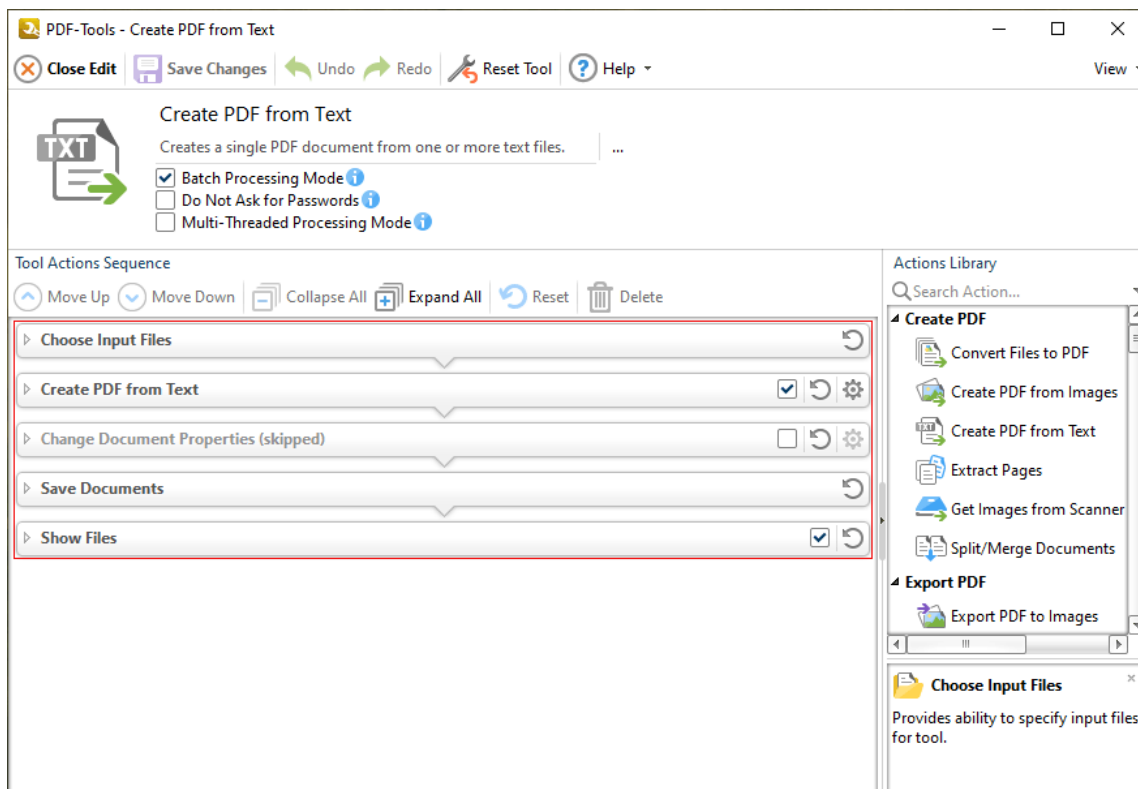 PDF-Tools - Create PDF from Text
Close Edit Save Changes Undo Redo Reset Tool ? Help View
Create PDF from Text
TXT
Creates a single PDF document from one or more text files. ...
Batch Processing Mode i
Do Not Ask for Passwords i
Multi-Threaded Processing Mode i
Tool Actions Sequence
Move Up Move Down Collapse All Expand All Reset Delete
Choose Input Files
Create PDF from Text
Change Document Properties (skipped)
Save Documents
Show Files
Actions Library
Search Action...
Create PDF
Convert Files to PDF
Create PDF from Images
TXT Create PDF from Text
Extract Pages
Get Images from Scanner
Split/Merge Documents
Export PDF
Export PDF to Images
Choose Input Files
Provides ability to specify input files
for tool.